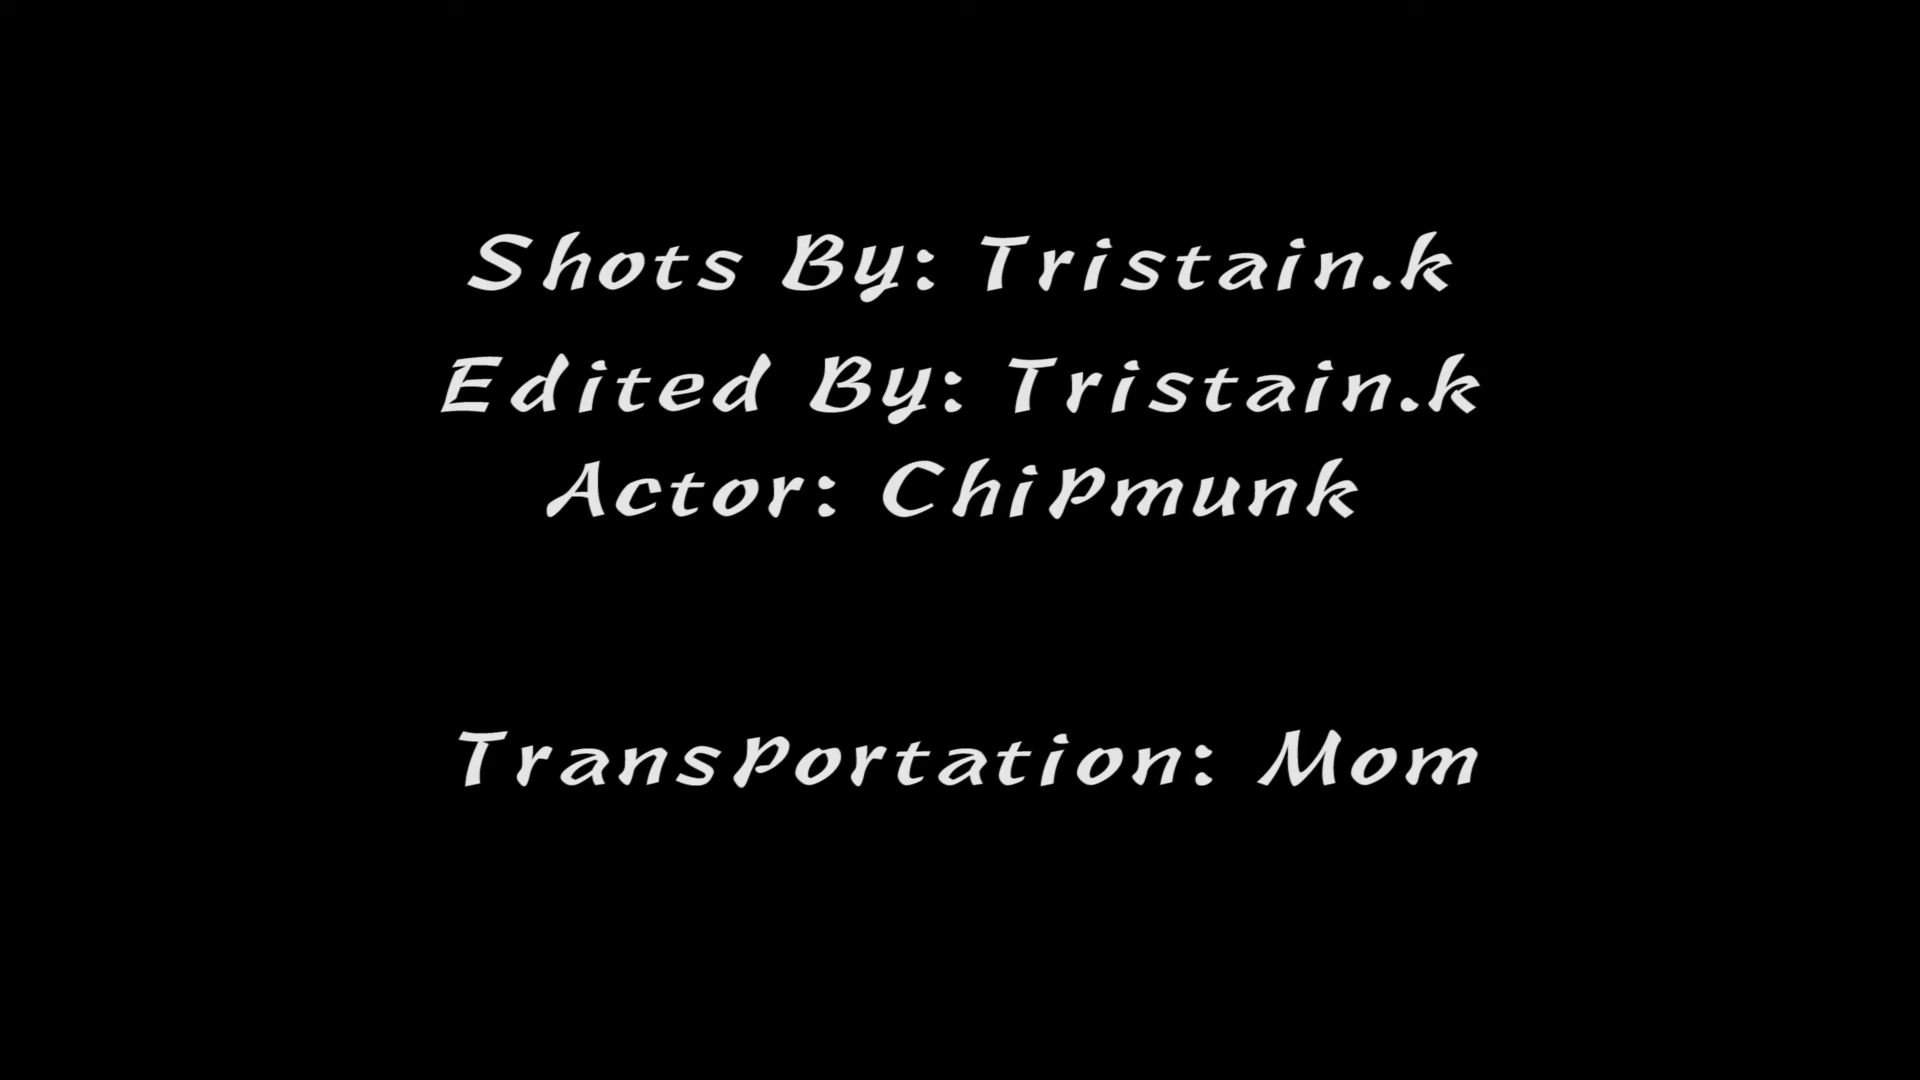 Shots By: Tristain.k
Edited By: Tristain.k
Actor: Chipmunk
Transportation: Mom